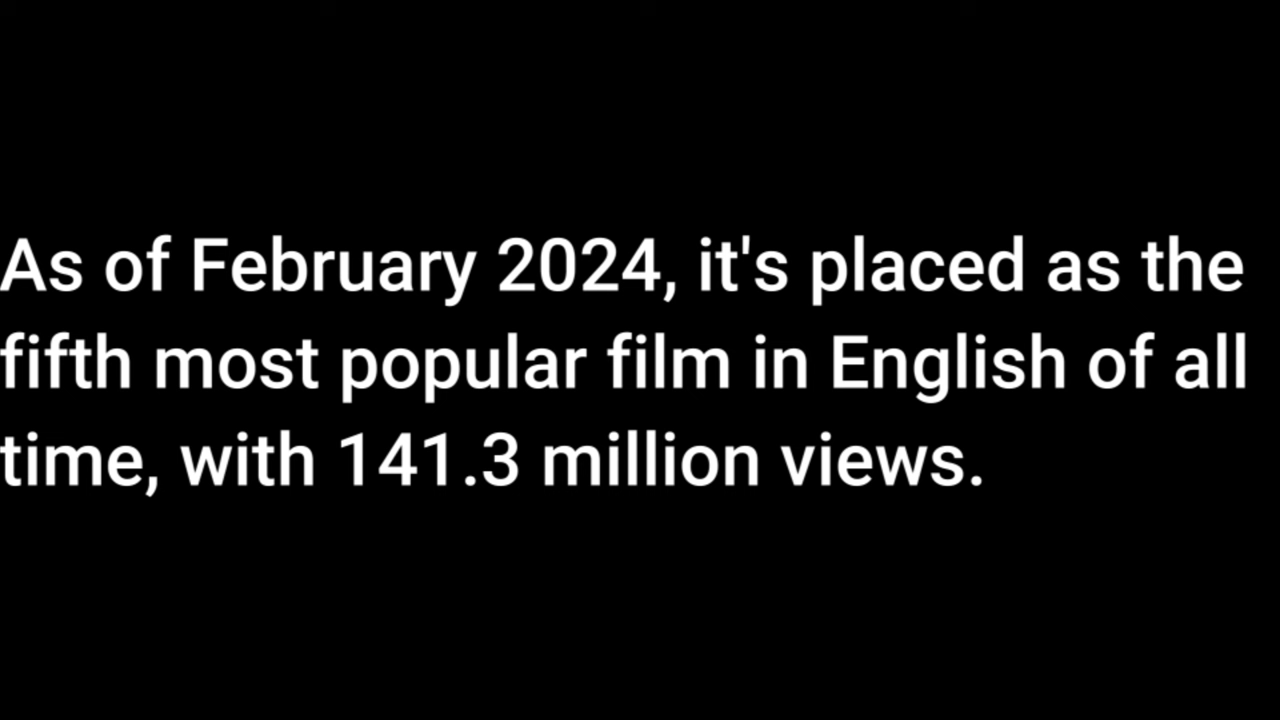 As of February 2024, it's placed as the
fifth most popular film in English of all
time, with 141.3 million views.